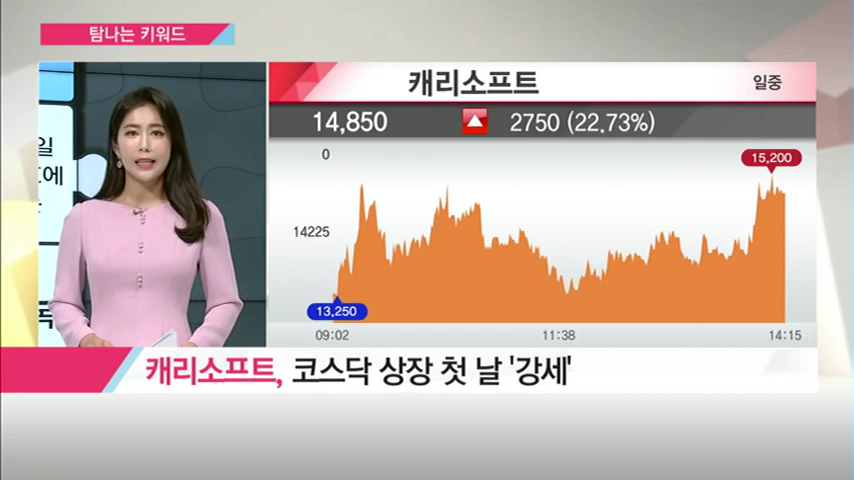 탐나는 키워드
캐리소프트
일중
14,850 ▲ 2750 (22.73%)
0
15,200
14225
13,250
09:02 11:38 14:15
일
에
캐리소프트, 코스닥 상장 첫 날 '강세'